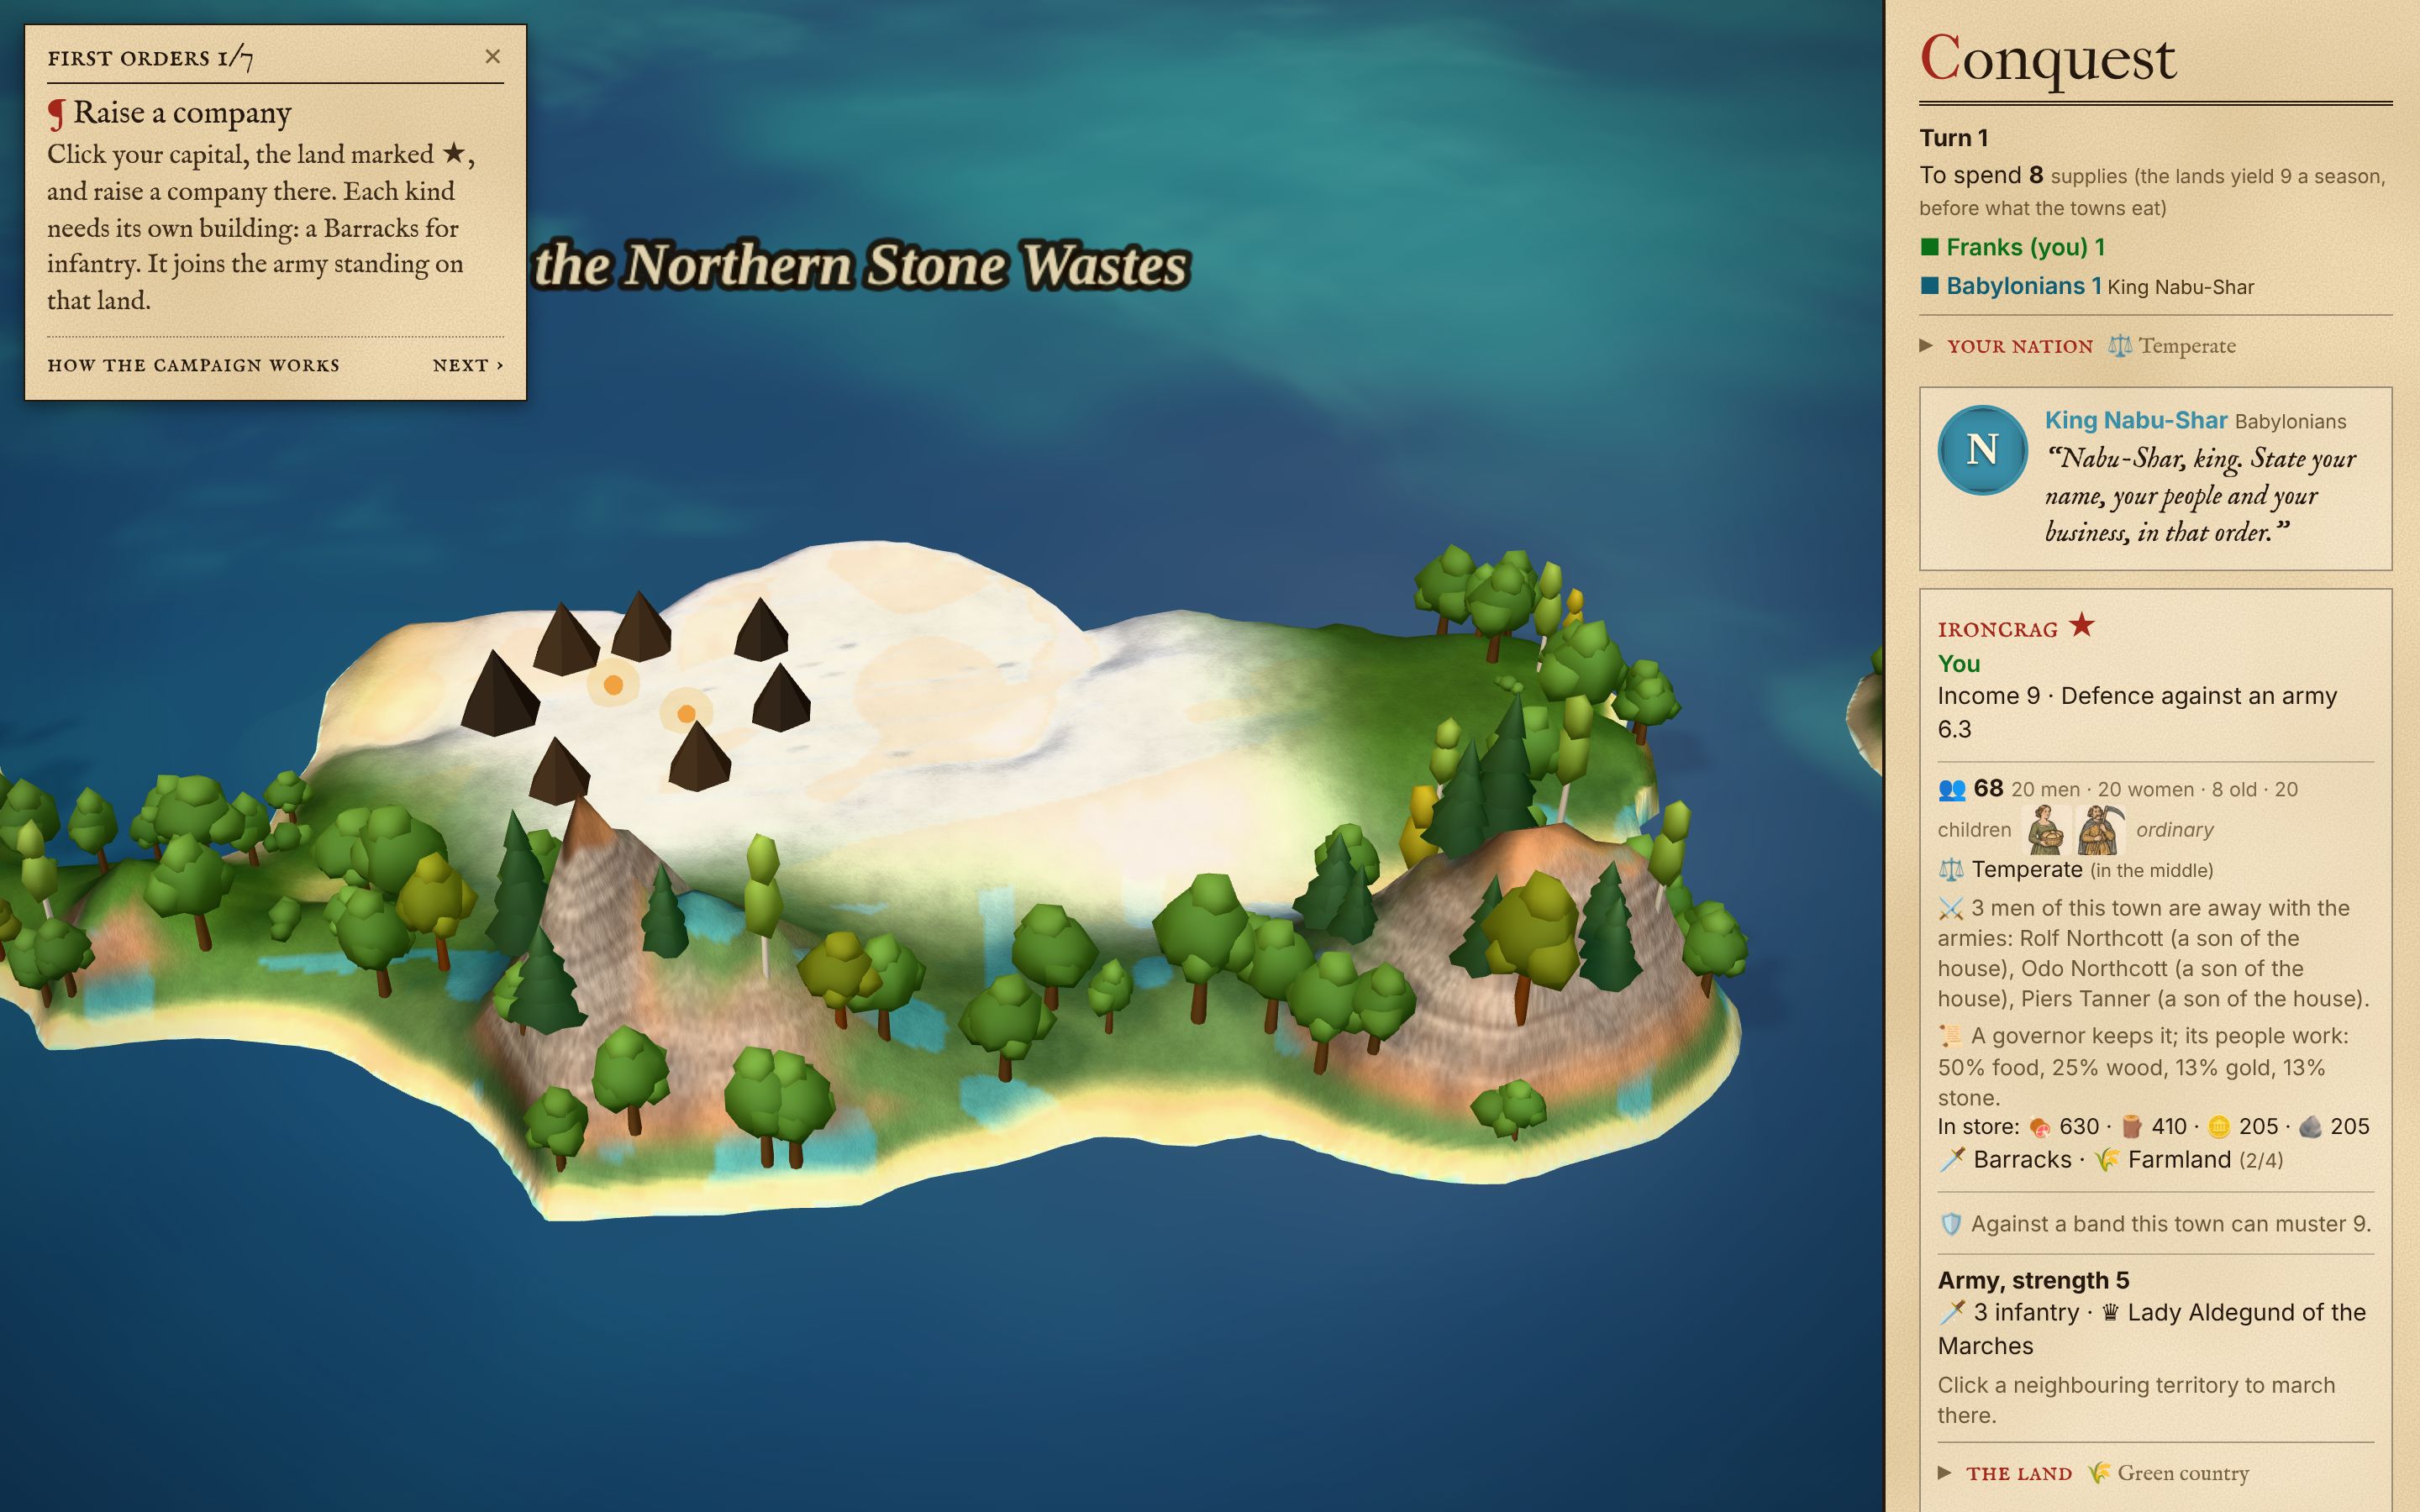 FIRST ORDERS 1/7 ×
¶ Raise a company
Click your capital, the land marked ★,
and raise a company there. Each kind
needs its own building: a Barracks for
infantry. It joins the army standing on
that land.
HOW THE CAMPAIGN WORKS NEXT ›
the Northern Stone Wastes
Conquest
Turn 1
To spend 8 supplies (the lands yield 9 a season,
before what the towns eat)
Franks (you) 1
Babylonians 1 King Nabu-Shar
▶ YOUR NATION ⚖️ Temperate
N
King Nabu-Shar Babylonians
“Nabu-Shar, king. State your
name, your people and your
business, in that order.”
IRONCRAG ★
You
Income 9 · Defence against an army
6.3
👥 68 20 men · 20 women · 8 old · 20
children ordinary
⚖️ Temperate (in the middle)
⚔️ 3 men of this town are away with the
armies: Rolf Northcott (a son of the
house), Odo Northcott (a son of the
house), Piers Tanner (a son of the house).
📜 A governor keeps it; its people work:
50% food, 25% wood, 13% gold, 13%
stone.
In store: 🍖 630 · 🪵 410 · 🪙 205 · 🪨 205
🗡️ Barracks · 🌾 Farmland (2/4)
🛡️ Against a band this town can muster 9.
Army, strength 5
🗡️ 3 infantry · ♛ Lady Aldegund of the
Marches
Click a neighbouring territory to march
there.
▶ THE LAND 🌾 Green country